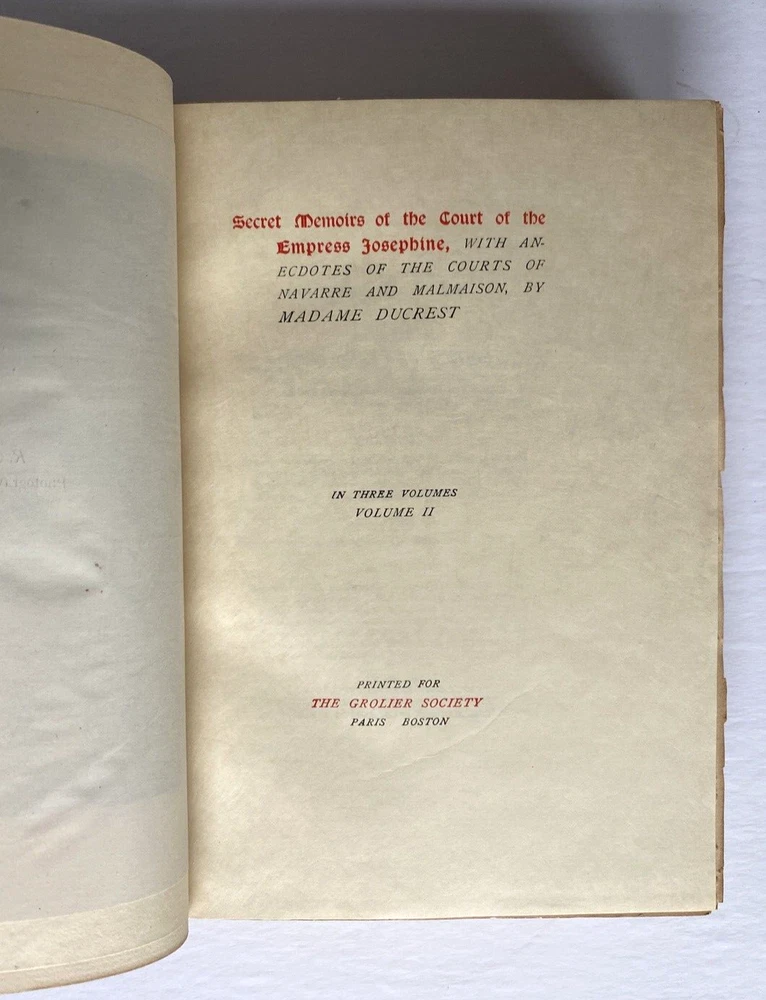 Secret Memoirs of the Court of the
Empress Josephine, WITH AN-
ECDOTES OF THE COURTS OF
NAVARRE AND MALMAISON, BY
MADAME DUCREST
IN THREE VOLUMES
VOLUME II
PRINTED FOR
THE GROLIER SOCIETY
PARIS BOSTON